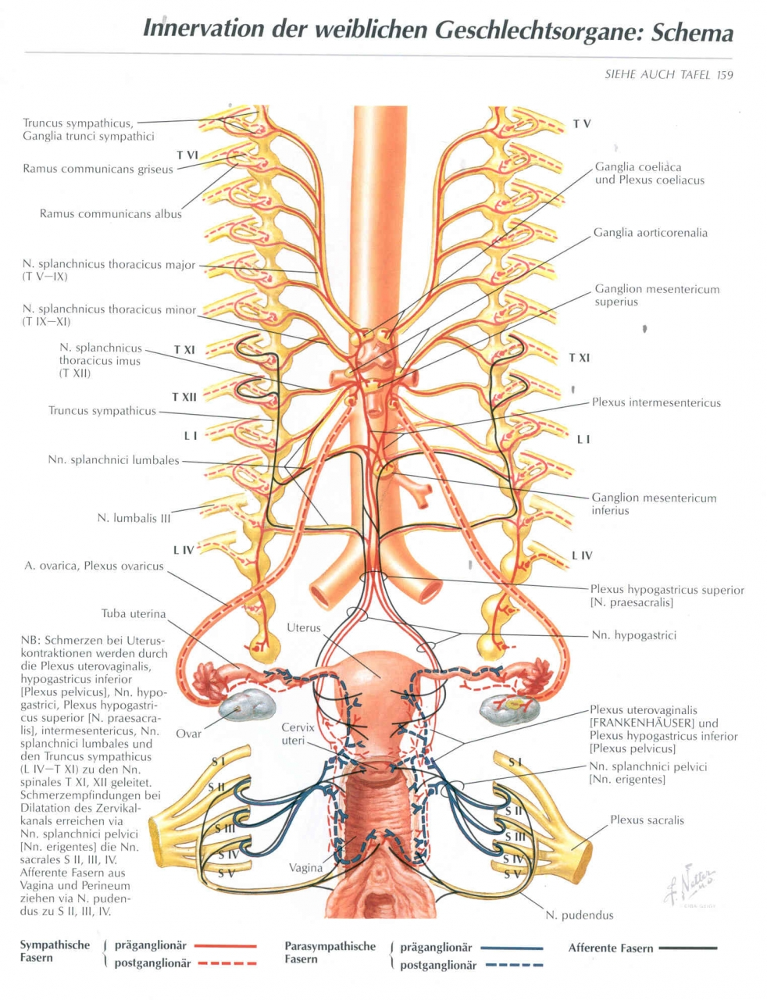 Innervation der weiblichen Geschlechtsorgane: Schema
SIEHE AUCH TAFEL 159
Truncus sympathicus,
Ganglia trunci sympathici
T VI
Ramus communicans griseus
Ramus communicans albus
N. splanchnicus thoracicus major
(T V—IX)
N. splanchnicus thoracicus minor
(T IX—XI)
N. splanchnicus
thoracicus imus
(T XII)
T XI
T XII
Truncus sympathicus
L I
Nn. splanchnici lumbales
N. lumbalis III
L IV
A. ovarica, Plexus ovaricus
Tuba uterina
Uterus
T V
Ganglia coeliaca
und Plexus coeliacus
Ganglia aorticorenalia
Ganglion mesentericum
superius
T XI
Plexus intermesentericus
L I
Ganglion mesentericum
inferius
L IV
Plexus hypogastricus superior
[N. praesacralis]
Nn. hypogastrici
Plexus uterovaginalis
[FRANKENHÄUSER] und
Plexus hypogastricus inferior
[Plexus pelvicus]
Nn. splanchnici pelvici
[Nn. erigentes]
Plexus sacralis
N. pudendus
NB: Schmerzen bei Uterus-
kontraktionen werden durch
die Plexus uterovaginalis,
hypogastricus inferior
[Plexus pelvicus], Nn. hypo-
gastrici, Plexus hypogastri-
cus superior [N. praesacra-
lis], intermesentericus, Nn.
splanchnici lumbales und
den Truncus sympathicus
(L IV—T XI) zu den Nn.
spinales T XI, XII geleitet.
Schmerzempfindungen bei
Dilatation des Zervikal-
kanals erreichen via
Nn. splanchnici pelvici
[Nn. erigentes] die Nn.
sacrales S II, III, IV.
Afferente Fasern aus
Vagina und Perineum
ziehen via N. puden-
dus zu S II, III, IV.
Ovar
Cervix
uteri
Vagina
S I
S II
S III
S IV
S V
S I
S II
S III
S IV
S V
F. Netter
Sympathische
Fasern
präganglionär
postganglionär
Parasympathische
Fasern
präganglionär
postganglionär
Afferente Fasern